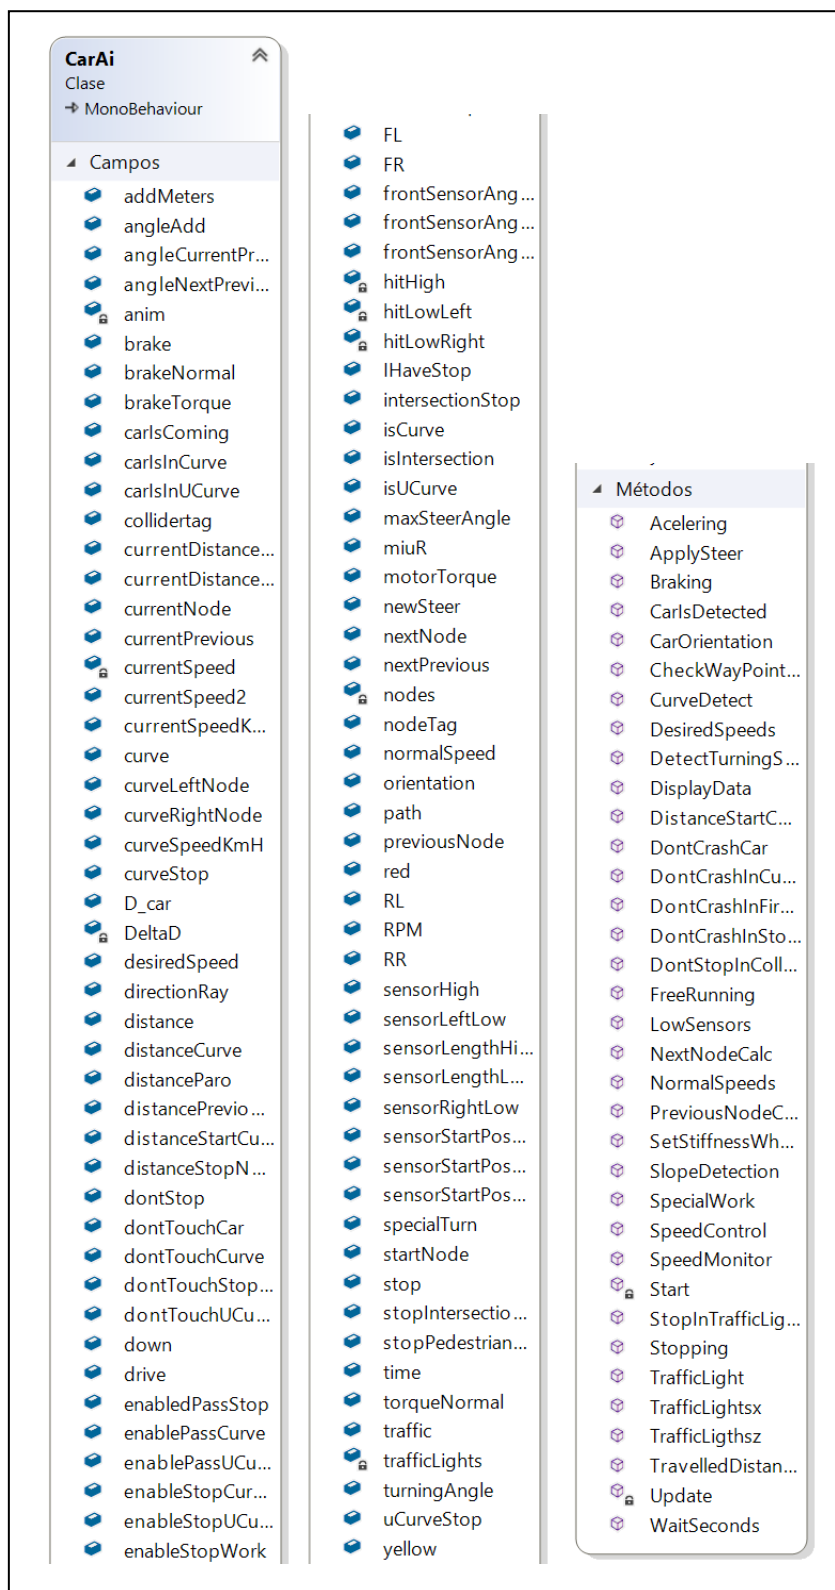 CarAi
Clase
MonoBehaviour
Campos
addMeters
angleAdd
angleCurrentPr...
angleNextPrevi...
anim
brake
brakeNormal
brakeTorque
carIsComing
carIsInCurve
carIsInUCurve
collidertag
currentDistance...
currentDistance...
currentNode
currentPrevious
currentSpeed
currentSpeed2
currentSpeedK...
curve
curveLeftNode
curveRightNode
curveSpeedKmH
curveStop
D_car
DeltaD
desiredSpeed
directionRay
distance
distanceCurve
distanceParo
distancePrevio...
distanceStartCu...
distanceStopN...
dontStop
dontTouchCar
dontTouchCurve
dontTouchStop...
dontTouchUCu...
down
drive
enabledPassStop
enablePassCurve
enablePassUCu...
enableStopCur...
enableStopUCu...
enableStopWork
FL
FR
frontSensorAng...
frontSensorAng...
frontSensorAng...
hitHigh
hitLowLeft
hitLowRight
IHaveStop
intersectionStop
isCurve
isIntersection
isUCurve
maxSteerAngle
miuR
motorTorque
newSteer
nextNode
nextPrevious
nodes
nodeTag
normalSpeed
orientation
path
previousNode
red
RL
RPM
RR
sensorHigh
sensorLeftLow
sensorLengthHi...
sensorLengthL...
sensorRightLow
sensorStartPos...
sensorStartPos...
sensorStartPos...
specialTurn
startNode
stop
stopIntersectio...
stopPedestrian...
time
torqueNormal
traffic
trafficLights
turningAngle
uCurveStop
yellow
Métodos
Acelering
ApplySteer
Braking
CarIsDetected
CarOrientation
CheckWayPoint...
CurveDetect
DesiredSpeeds
DetectTurningS...
DisplayData
DistanceStartC...
DontCrashCar
DontCrashInCu...
DontCrashInFir...
DontCrashInSto...
DontStopInColl...
FreeRunning
LowSensors
NextNodeCalc
NormalSpeeds
PreviousNodeC...
SetStiffnessWh...
SlopeDetection
SpecialWork
SpeedControl
SpeedMonitor
Start
StopInTrafficLig...
Stopping
TrafficLight
TrafficLightsx
TrafficLigthsz
TravelledDistan...
Update
WaitSeconds